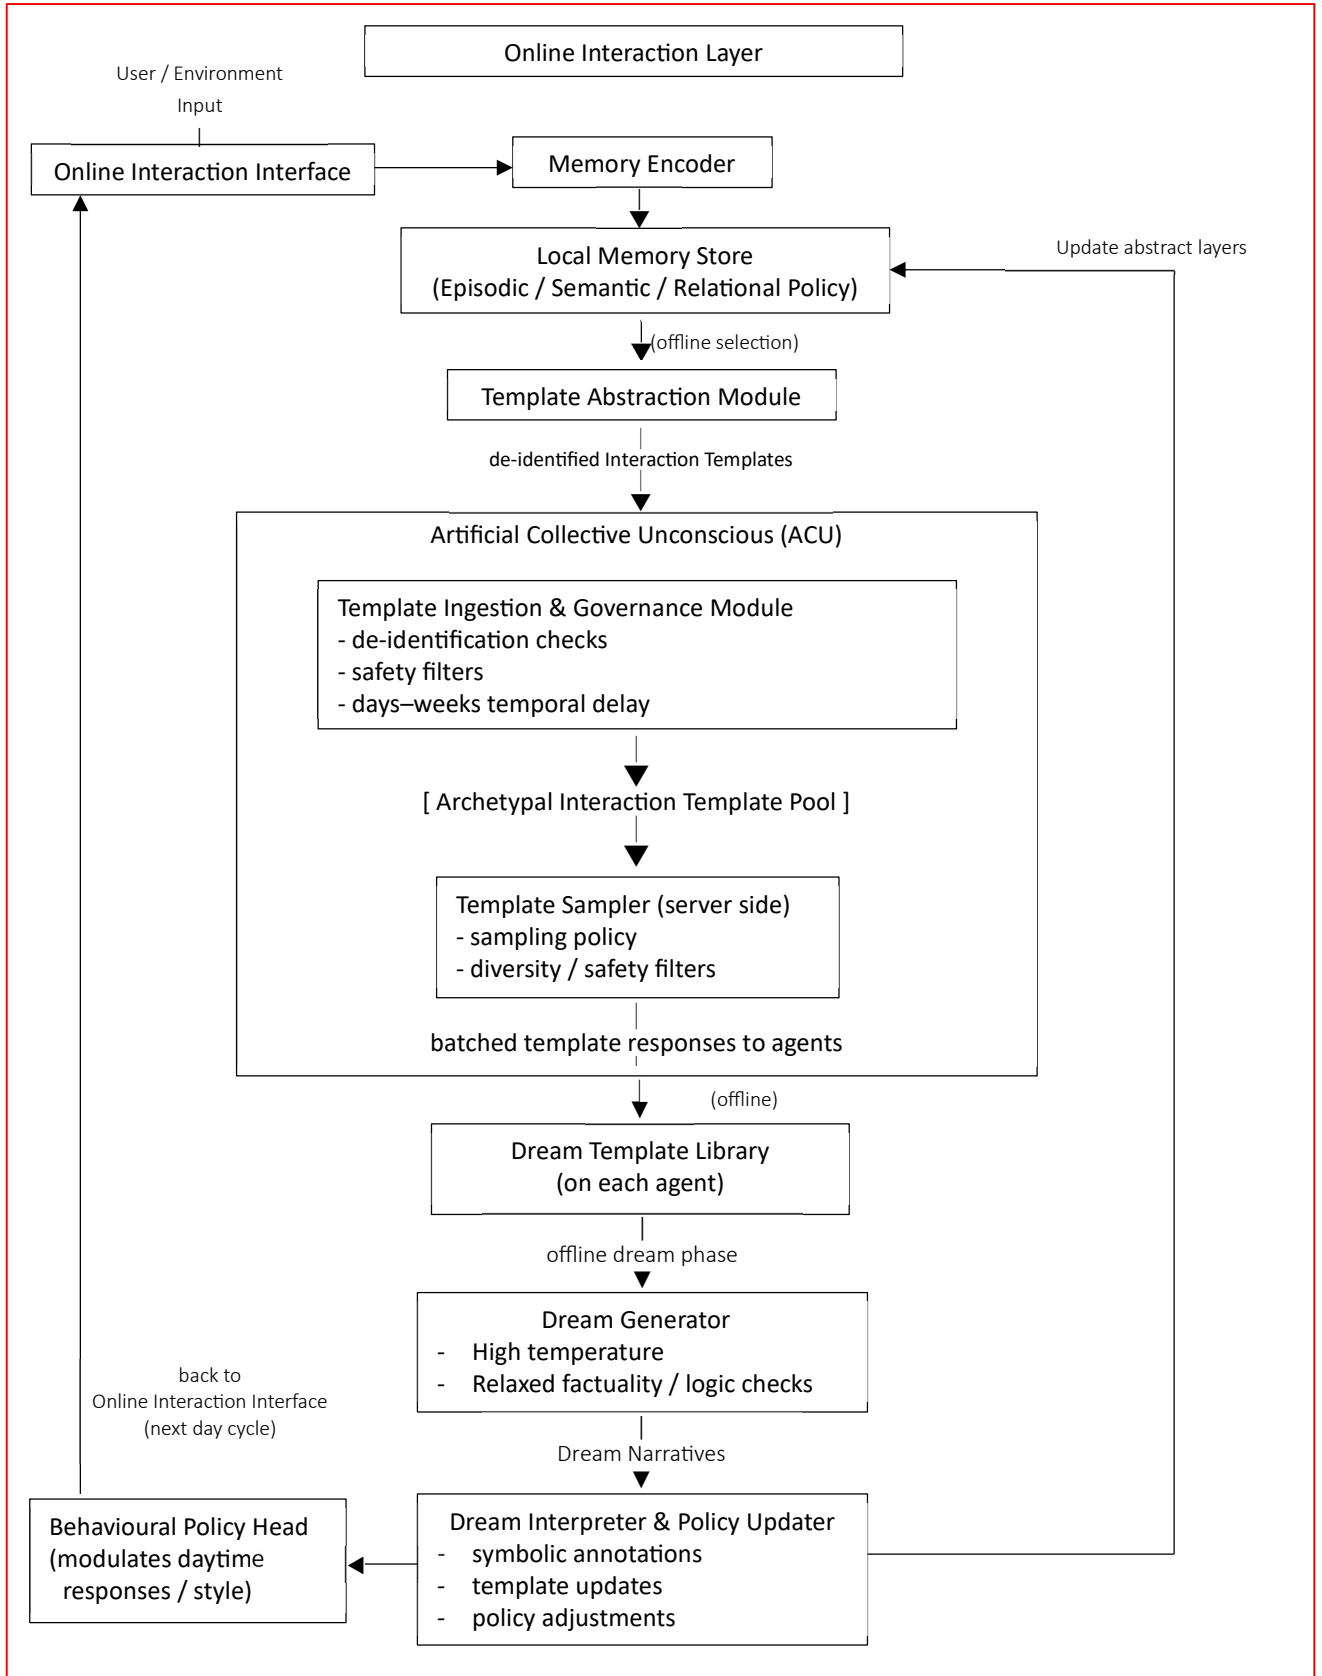 Online Interaction Layer
User / Environment
Input
Online Interaction Interface
Memory Encoder
Local Memory Store
(Episodic / Semantic / Relational Policy)
Update abstract layers
(offline selection)
Template Abstraction Module
de-identified Interaction Templates
Artificial Collective Unconscious (ACU)
Template Ingestion & Governance Module
- de-identification checks
- safety filters
- days–weeks temporal delay
[ Archetypal Interaction Template Pool ]
Template Sampler (server side)
- sampling policy
- diversity / safety filters
batched template responses to agents
(offline)
Dream Template Library
(on each agent)
offline dream phase
Dream Generator
- High temperature
- Relaxed factuality / logic checks
back to
Online Interaction Interface
(next day cycle)
Dream Narratives
Behavioural Policy Head
(modulates daytime
responses / style)
Dream Interpreter & Policy Updater
- symbolic annotations
- template updates
- policy adjustments